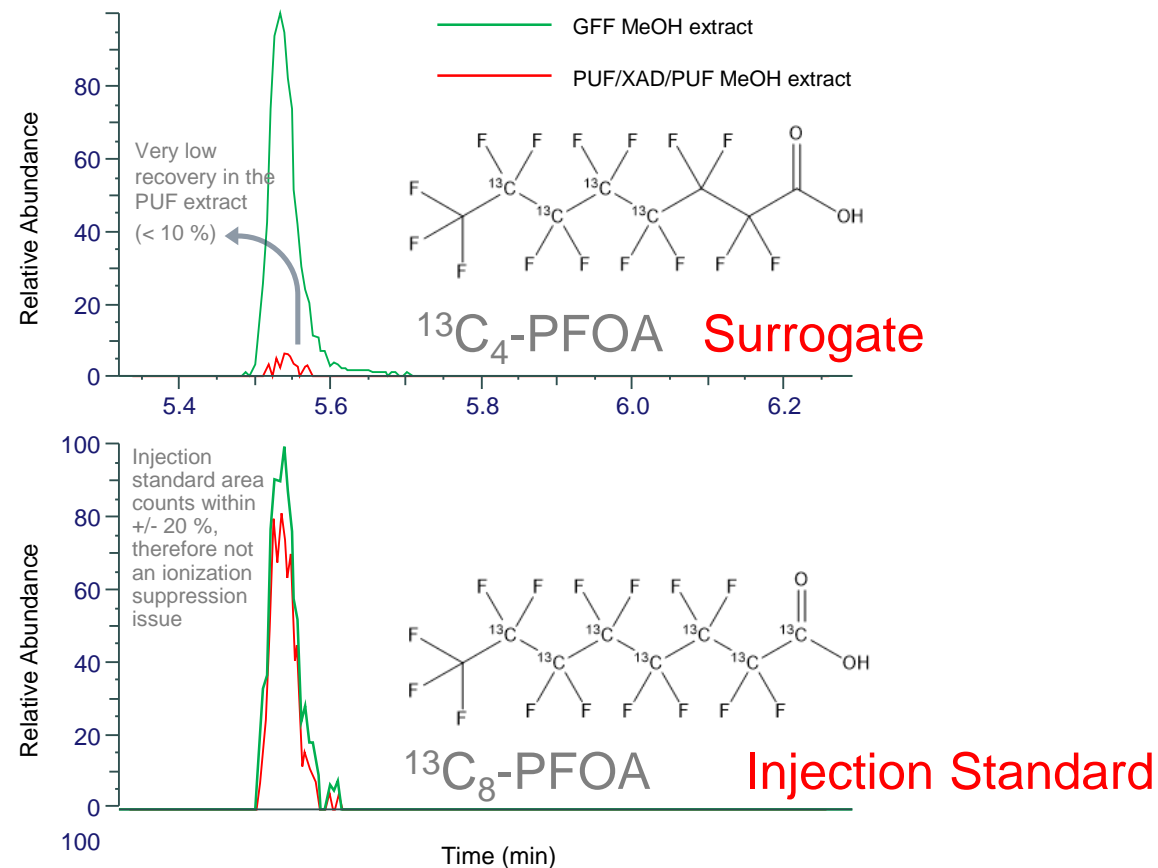 GFF MeOH extract
PUF/XAD/PUF MeOH extract
Relative Abundance
80
60
40
20
0
Very low
recovery in the
PUF extract
(< 10 %)
F F F F F F O
F ¹³C ¹³C
¹³C ¹³C OH
F F F F F F F F
¹³C₄-PFOA Surrogate
5.4 5.6 5.8 6.0 6.2
Relative Abundance
100
80
60
40
20
0
100
Injection
standard area
counts within
+/- 20 %,
therefore not
an ionization
suppression
issue
F F F F F F O
F ¹³C ¹³C ¹³C ¹³C
¹³C ¹³C ¹³C OH
F F F F F F F F
¹³C₈-PFOA Injection Standard
Time (min)